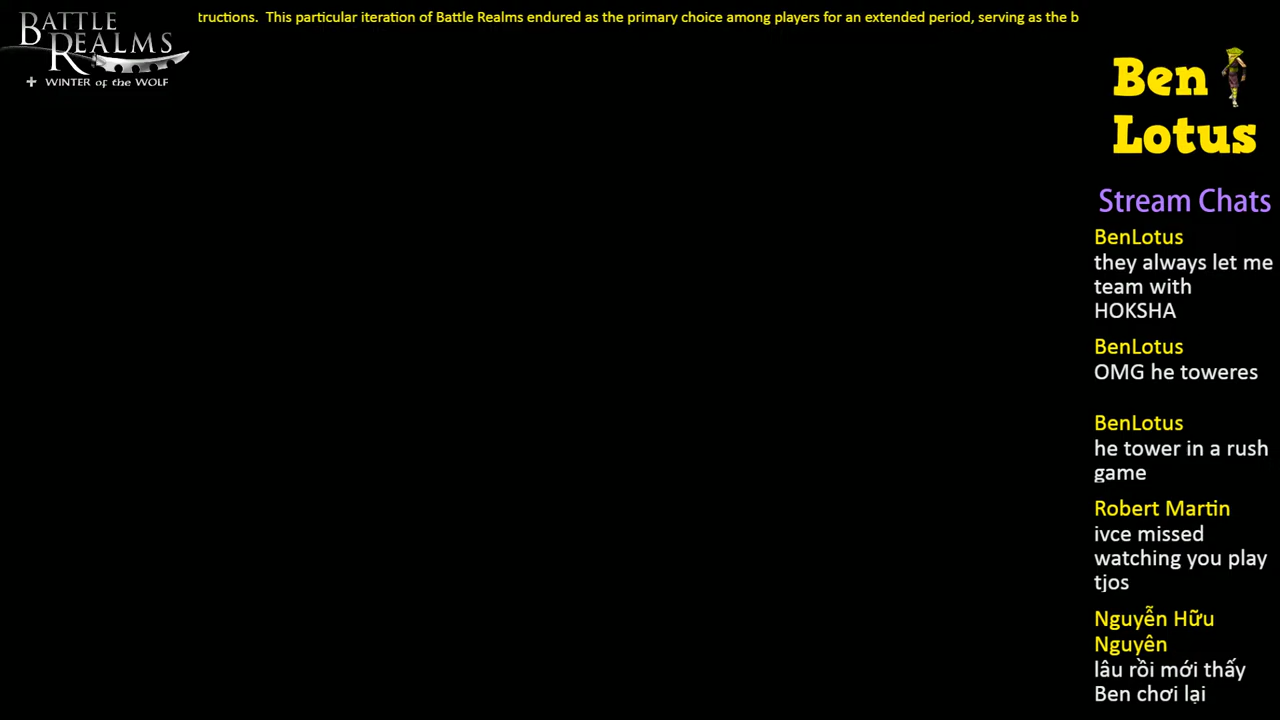 BATTLE
REALMS
+ WINTER of the WOLF
tructions.  This particular iteration of Battle Realms endured as the primary choice among players for an extended period, serving as the b
Ben
Lotus
Stream Chats
BenLotus
they always let me
team with
HOKSHA
BenLotus
OMG he toweres
BenLotus
he tower in a rush
game
Robert Martin
ivce missed
watching you play
tjos
Nguyễn Hữu
Nguyên
lâu rồi mới thấy
Ben chơi lại